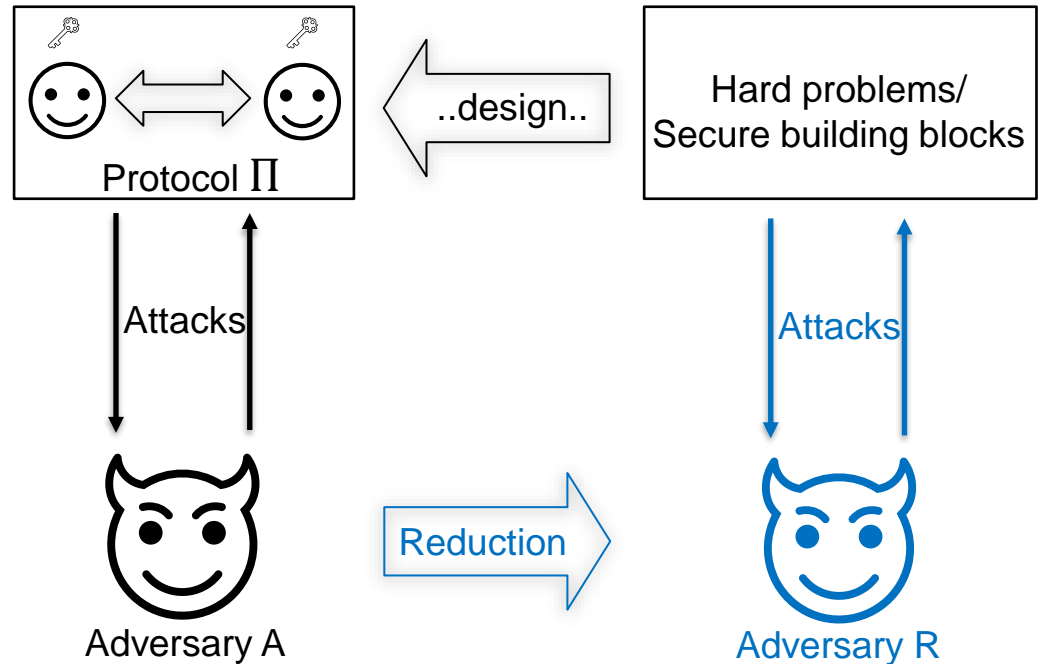 Protocol Π
..design..
Hard problems/
Secure building blocks
Attacks
Attacks
Reduction
Adversary A
Adversary R